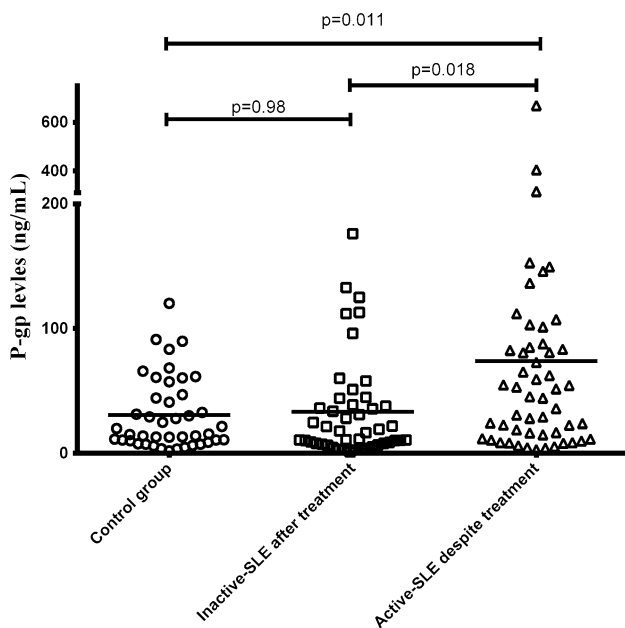 p=0.011
p=0.018
p=0.98
P-gp levles (ng/mL)
600
400
200
100
0
Control group
Inactive-SLE after treatment
Active-SLE despite treatment